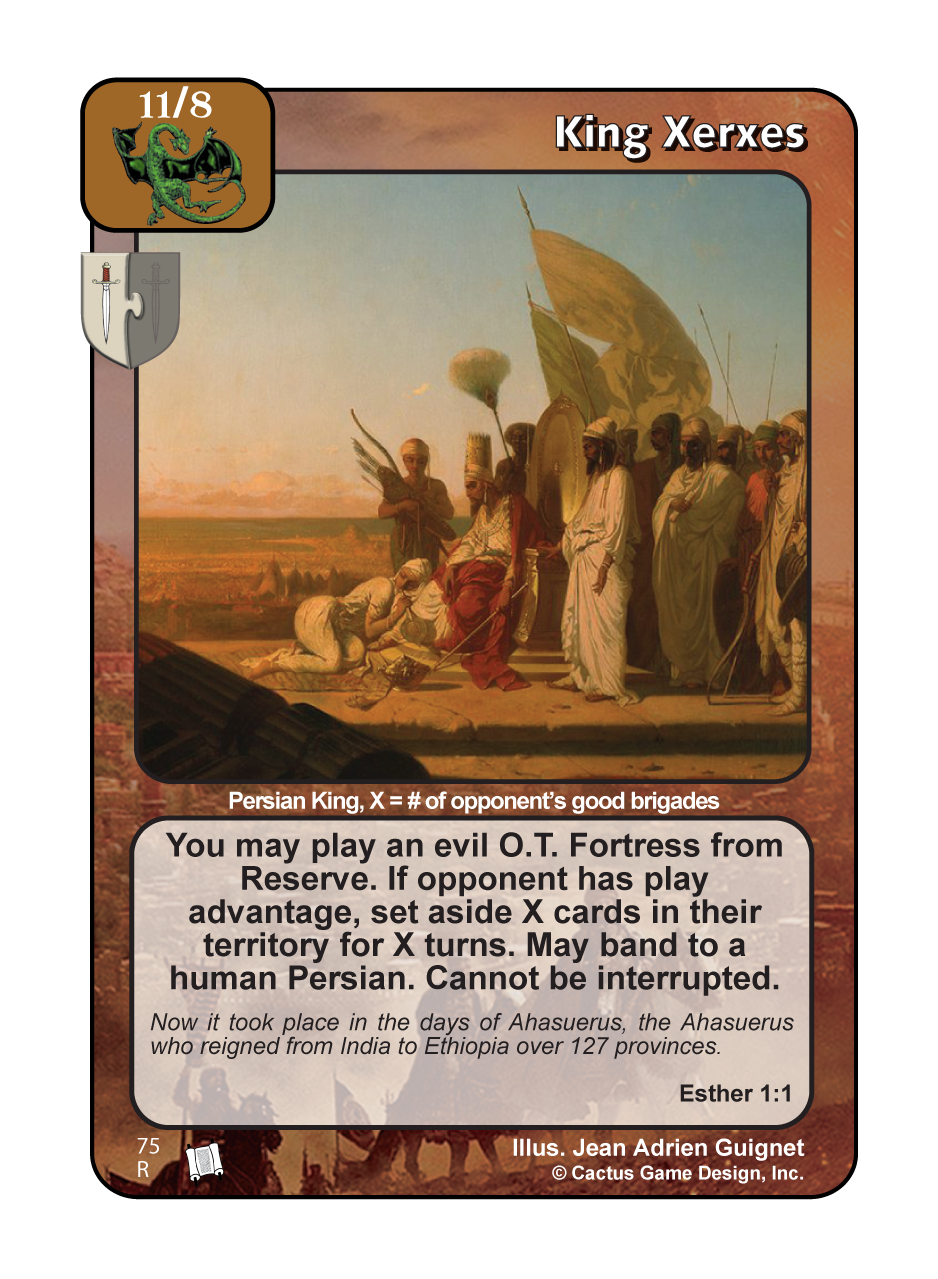 11/8
King Xerxes
Persian King, X = # of opponent's good brigades
You may play an evil O.T. Fortress from
Reserve. If opponent has play
advantage, set aside X cards in their
territory for X turns. May band to a
human Persian. Cannot be interrupted.
Now it took place in the days of Ahasuerus, the Ahasuerus
who reigned from India to Ethiopia over 127 provinces.
Esther 1:1
75
R
Illus. Jean Adrien Guignet
© Cactus Game Design, Inc.